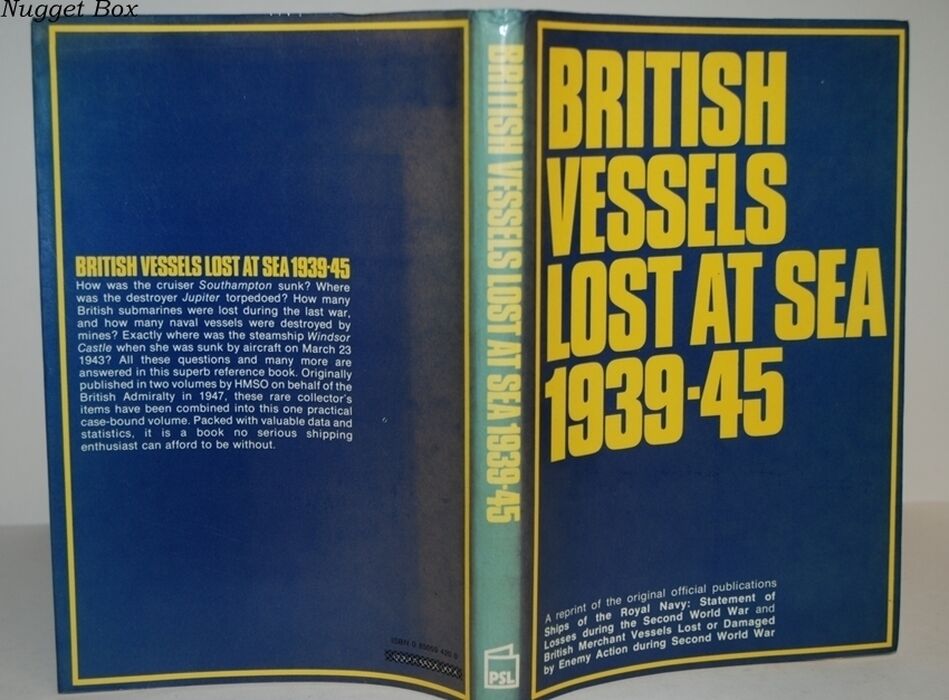 Nugget Box
BRITISH VESSELS LOST AT SEA 1939-45
How was the cruiser Southampton sunk? Where
was the destroyer Jupiter torpedoed? How many
British submarines were lost during the last war,
and how many naval vessels were destroyed by
mines? Exactly where was the steamship Windsor
Castle when she was sunk by aircraft on March 23
1943? All these questions and many more are
answered in this superb reference book. Originally
published in two volumes by HMSO on behalf of the
British Admiralty in 1947, these rare collector's
items have been combined into this one practical
case-bound volume. Packed with valuable data and
statistics, it is a book no serious shipping
enthusiast can afford to be without.
ISBN 0 85059 420 0
BRITISH VESSELS LOST AT SEA 1939-45
PSL
BRITISH
VESSELS
LOST AT SEA
1939-45
A reprint of the original official publications
Ships of the Royal Navy: Statement of
Losses during the Second World War and
British Merchant Vessels Lost or Damaged
by Enemy Action during Second World War